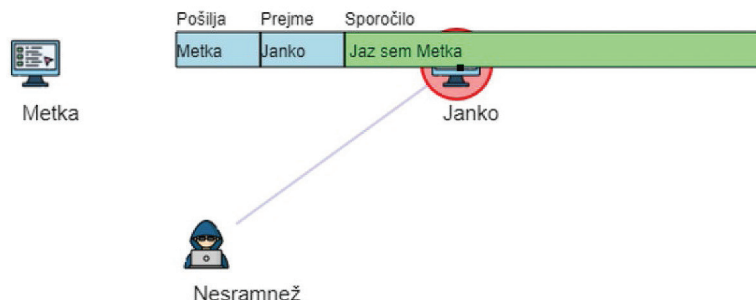 Pošilja Prejme Sporočilo
Metka Janko Jaz sem Metka
Metka
Janko
Nesramnež